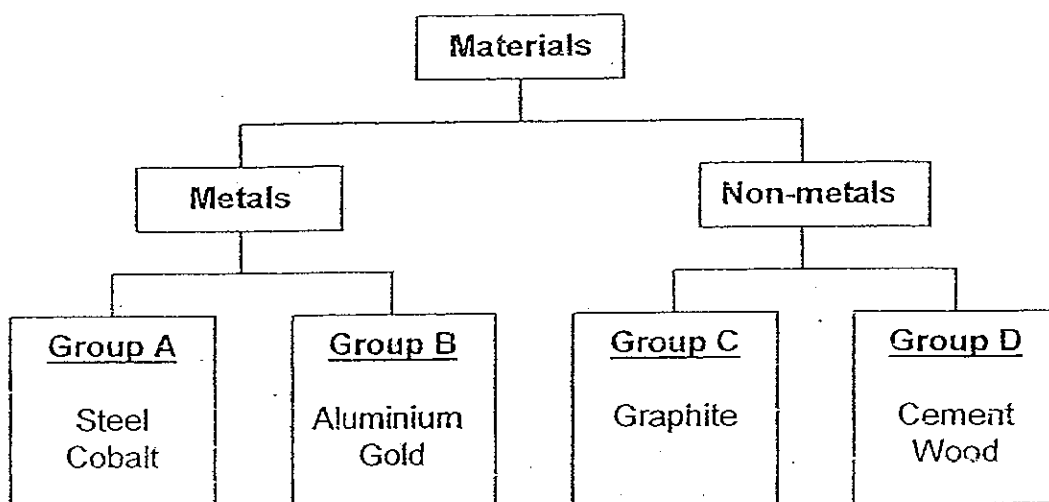 Materials
Metals
Non-metals
Group A
Steel
Cobalt
Group B
Aluminium
Gold
Group C
Graphite
Group D
Cement
Wood